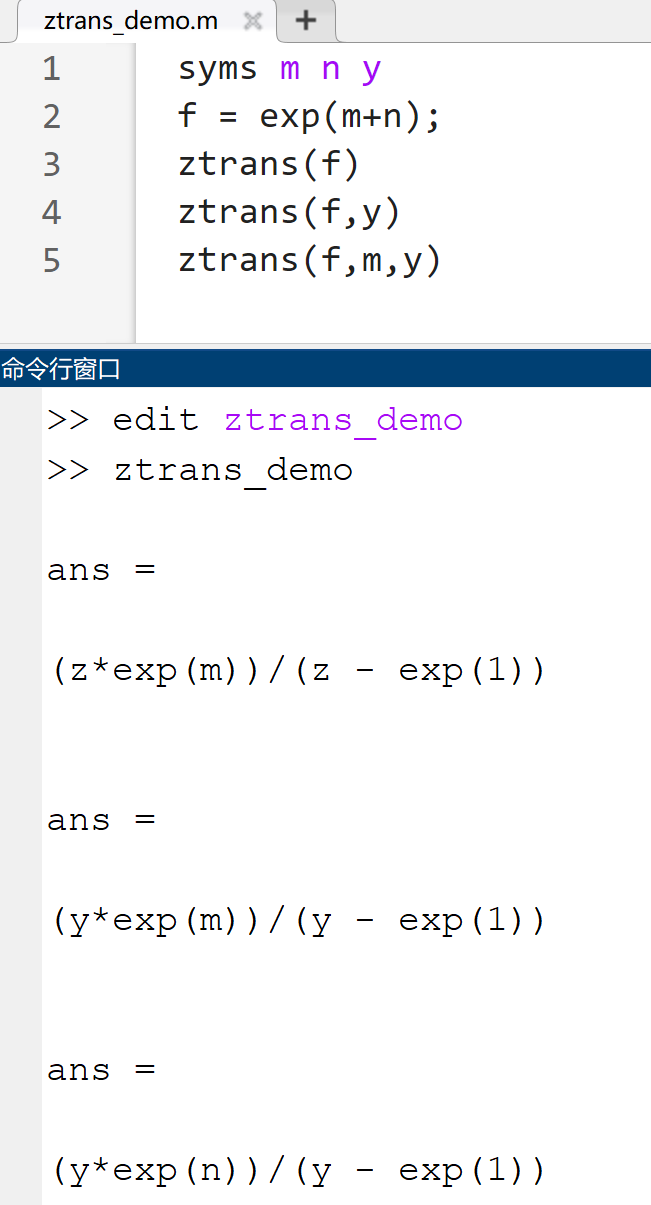 ztrans_demo.m
1 syms m n y
2 f = exp(m+n);
3 ztrans(f)
4 ztrans(f,y)
5 ztrans(f,m,y)
命令行窗口
>> edit ztrans_demo
>> ztrans_demo
ans =
(z*exp(m))/(z - exp(1))
ans =
(y*exp(m))/(y - exp(1))
ans =
(y*exp(n))/(y - exp(1))